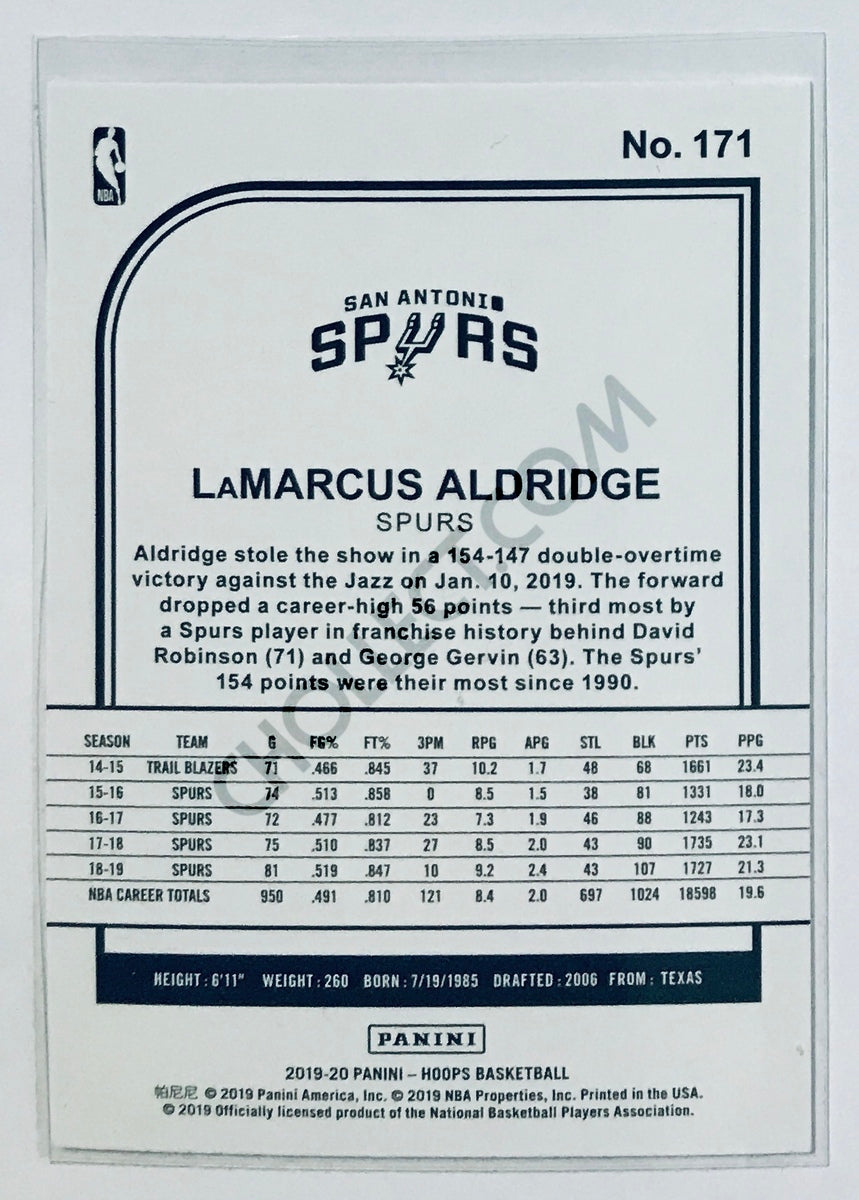 No. 171
NBA
SAN ANTONIO
SPURS
LaMARCUS ALDRIDGE
SPURS
Aldridge stole the show in a 154-147 double-overtime
victory against the Jazz on Jan. 10, 2019. The forward
dropped a career-high 56 points — third most by
a Spurs player in franchise history behind David
Robinson (71) and George Gervin (63). The Spurs'
154 points were their most since 1990.
CHOLLECT.COM
SEASON TEAM G FG% FT% 3PM RPG APG STL BLK PTS PPG
14-15 TRAIL BLAZERS 71 .466 .845 37 10.2 1.7 48 68 1661 23.4
15-16 SPURS 74 .513 .858 0 8.5 1.5 38 81 1331 18.0
16-17 SPURS 72 .477 .812 23 7.3 1.9 46 88 1243 17.3
17-18 SPURS 75 .510 .837 27 8.5 2.0 43 90 1735 23.1
18-19 SPURS 81 .519 .847 10 9.2 2.4 43 107 1727 21.3
NBA CAREER TOTALS 950 .491 .810 121 8.4 2.0 697 1024 18598 19.6
HEIGHT: 6'11" WEIGHT: 260 BORN: 7/19/1985 DRAFTED: 2006 FROM: TEXAS
PANINI
2019-20 PANINI – HOOPS BASKETBALL
帕尼尼 © 2019 Panini America, Inc. © 2019 NBA Properties, Inc. Printed in the USA.
© 2019 Officially licensed product of the National Basketball Players Association.